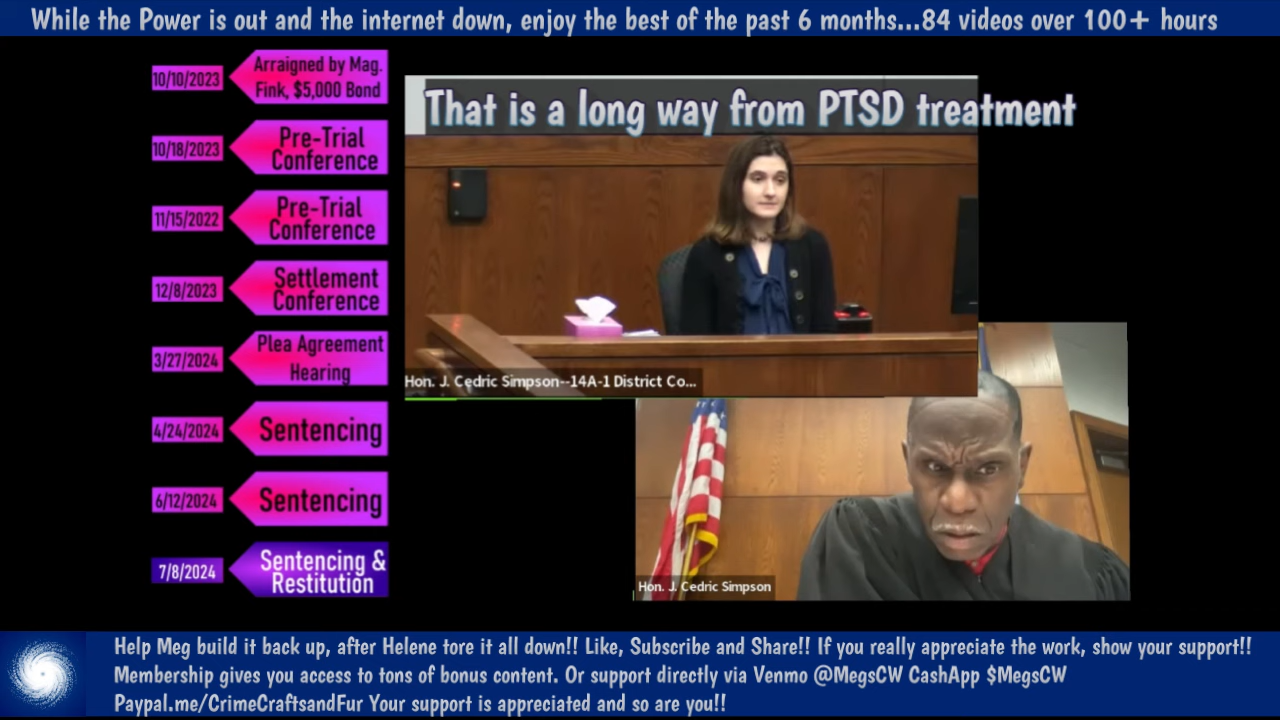 While the Power is out and the internet down, enjoy the best of the past 6 months...84 videos over 100+ hours
10/10/2023
Arraigned by Mag.
Fink, $5,000 Bond
10/18/2023
Pre-Trial
Conference
11/15/2022
Pre-Trial
Conference
12/8/2023
Settlement
Conference
3/27/2024
Plea Agreement
Hearing
4/24/2024
Sentencing
6/12/2024
Sentencing
7/8/2024
Sentencing &
Restitution
That is a long way from PTSD treatment
Hon. J. Cedric Simpson--14A-1 District Co...
Hon. J. Cedric Simpson
Help Meg build it back up, after Helene tore it all down!! Like, Subscribe and Share!! If you really appreciate the work, show your support!!
Membership gives you access to tons of bonus content. Or support directly via Venmo @MegsCW CashApp $MegsCW
Paypal.me/CrimeCraftsandFur Your support is appreciated and so are you!!